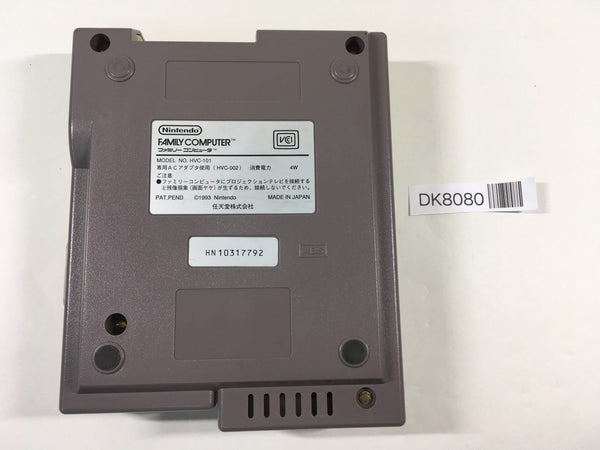 Nintendo
FAMILY COMPUTER™
ファミリー コンピュータ™
VCCI
MODEL NO. HVC-101
専用ACアダプタ使用(HVC-002) 消費電力 4W
ご注意
●ファミリーコンピュータにプロジェクションテレビを接続すると残像現象(画面ヤケ)が生ずるため、接続しないでください。
PAT.PEND ©1993 Nintendo MADE IN JAPAN
任天堂株式会社
HN10317792
DK8080